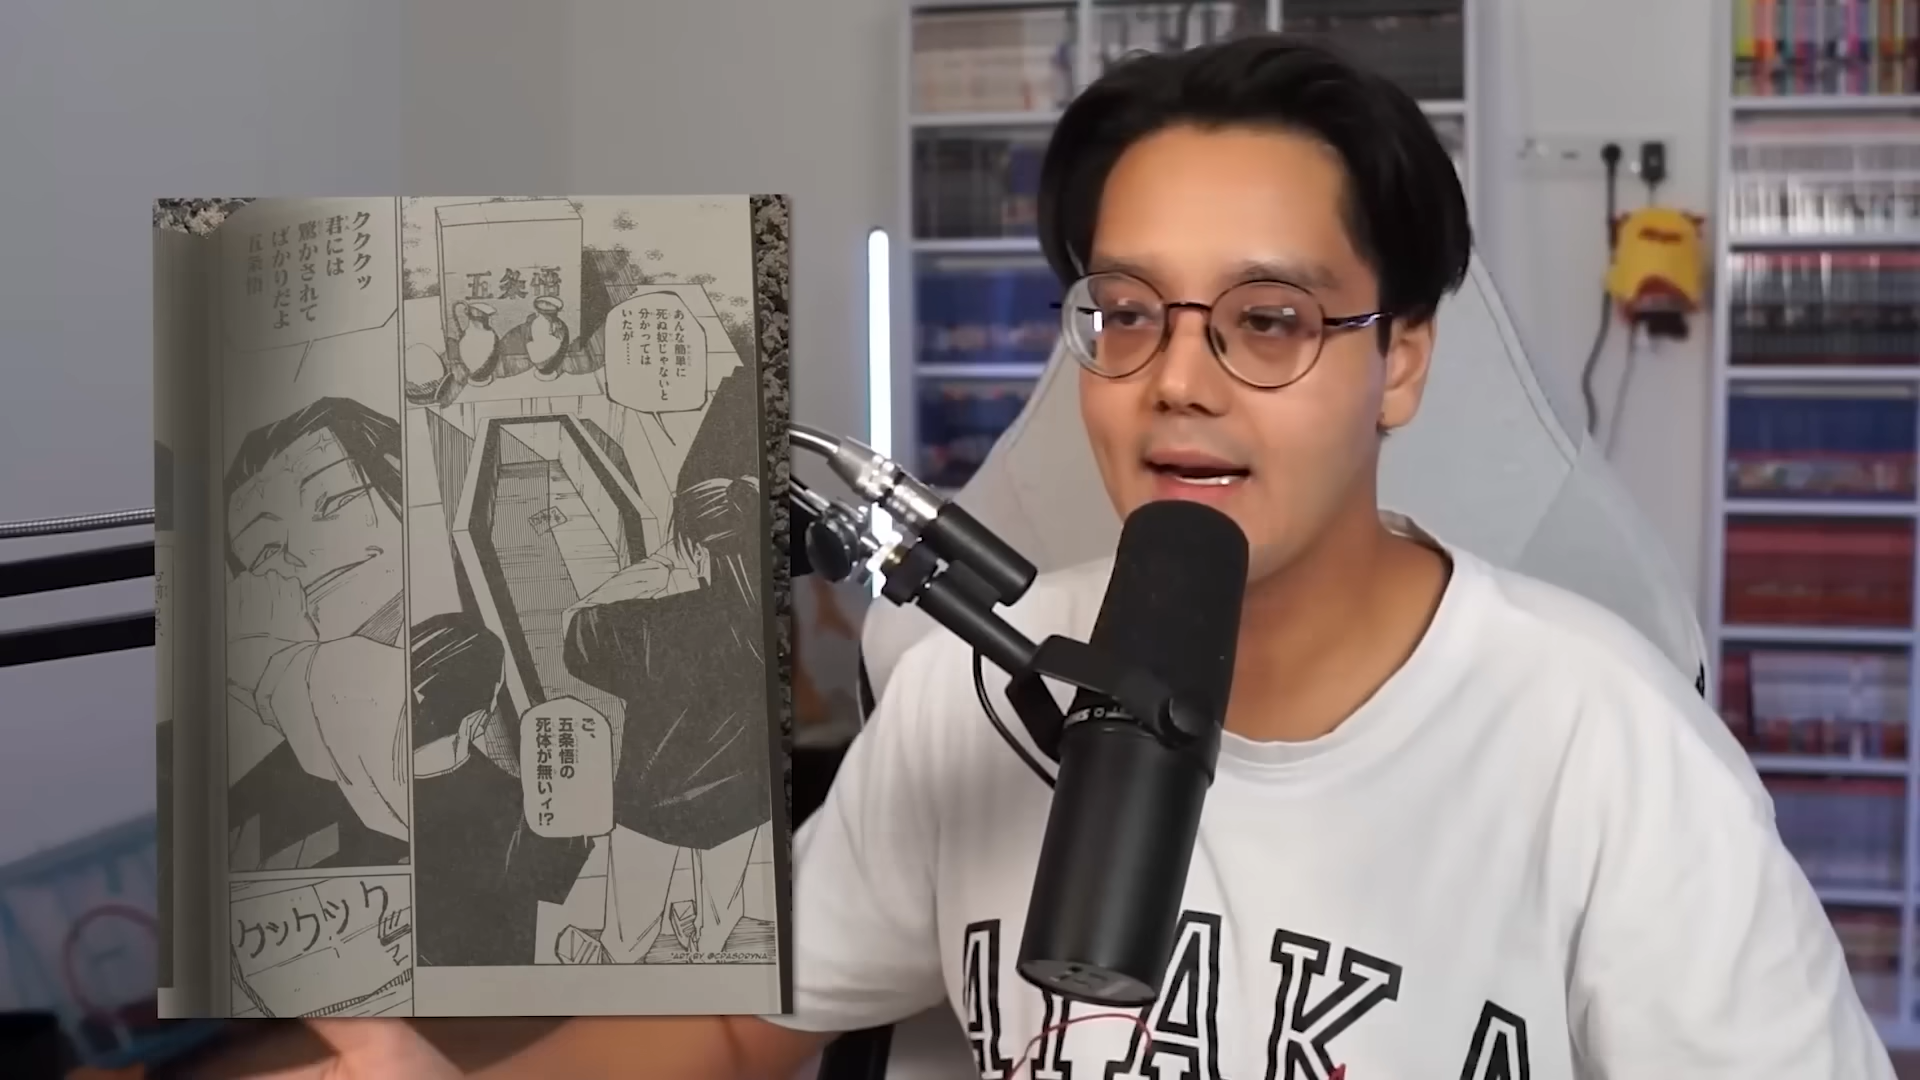 五条悟
あんな簡単に
死ぬ奴じゃないと
分かっては
いたが……
ご、
五条悟の
死体が無いィ!?
ククククッ
君には
驚かされて
ばかりだよ
五条悟
クックックッ
"ART BY @CPASDRYNA"